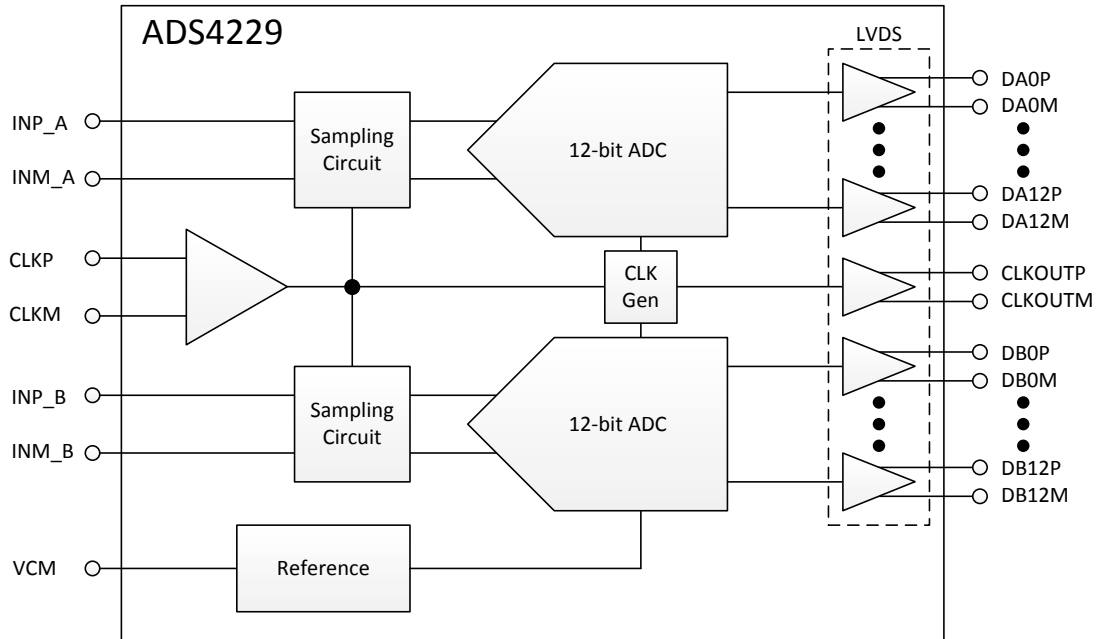 ADS4229
LVDS
INP_A
INM_A
Sampling
Circuit
12-bit ADC
DA0P
DA0M
DA12P
DA12M
CLKP
CLKM
CLK
Gen
CLKOUTP
CLKOUTM
INP_B
INM_B
Sampling
Circuit
12-bit ADC
DB0P
DB0M
DB12P
DB12M
VCM
Reference